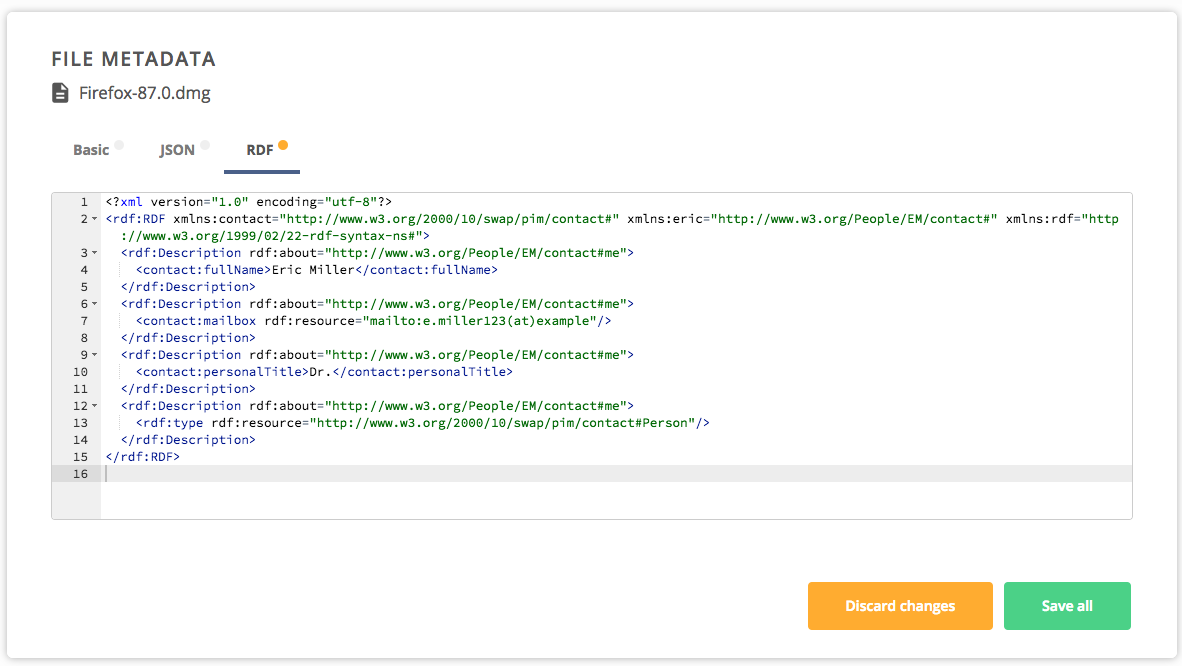 FILE METADATA
Firefox-87.0.dmg
Basic JSON RDF
1 <?xml version="1.0" encoding="utf-8"?>
2 <rdf:RDF xmlns:contact="http://www.w3.org/2000/10/swap/pim/contact#" xmlns:eric="http://www.w3.org/People/EM/contact#" xmlns:rdf="http
://www.w3.org/1999/02/22-rdf-syntax-ns#">
3 <rdf:Description rdf:about="http://www.w3.org/People/EM/contact#me">
4 <contact:fullName>Eric Miller</contact:fullName>
5 </rdf:Description>
6 <rdf:Description rdf:about="http://www.w3.org/People/EM/contact#me">
7 <contact:mailbox rdf:resource="mailto:e.miller123(at)example"/>
8 </rdf:Description>
9 <rdf:Description rdf:about="http://www.w3.org/People/EM/contact#me">
10 <contact:personalTitle>Dr.</contact:personalTitle>
11 </rdf:Description>
12 <rdf:Description rdf:about="http://www.w3.org/People/EM/contact#me">
13 <rdf:type rdf:resource="http://www.w3.org/2000/10/swap/pim/contact#Person"/>
14 </rdf:Description>
15 </rdf:RDF>
16
Discard changes Save all